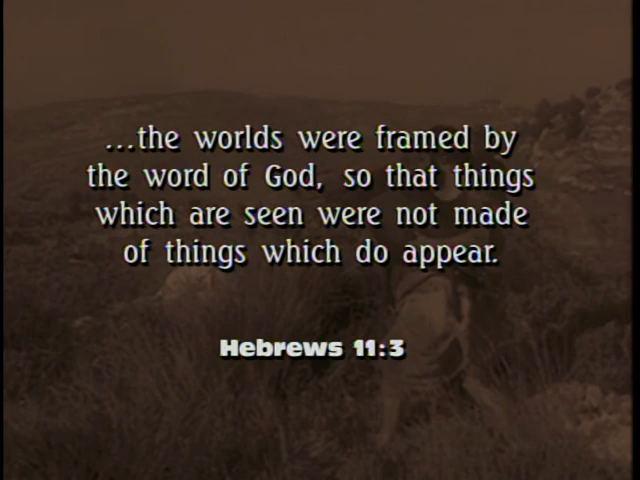 ...the worlds were framed by
the word of God, so that things
which are seen were not made
of things which do appear.
Hebrews 11:3